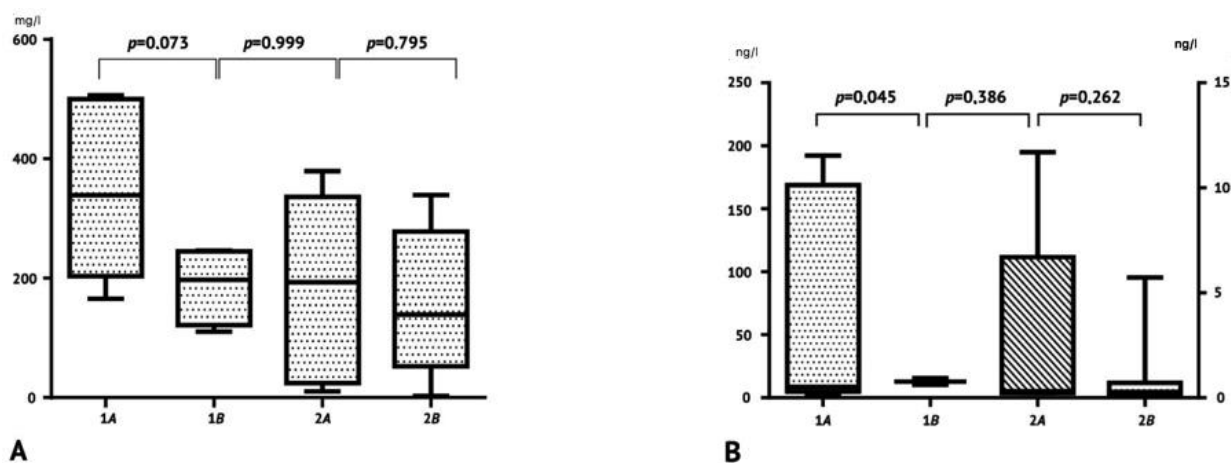 mg/l
600
400
200
0
p=0.073
p=0.999
p=0.795
1A
1B
2A
2B
A
ng/l
ng/l
250
200
150
100
50
0
p=0.045
p=0.386
p=0.262
15
10
5
0
1A
1B
2A
2B
B